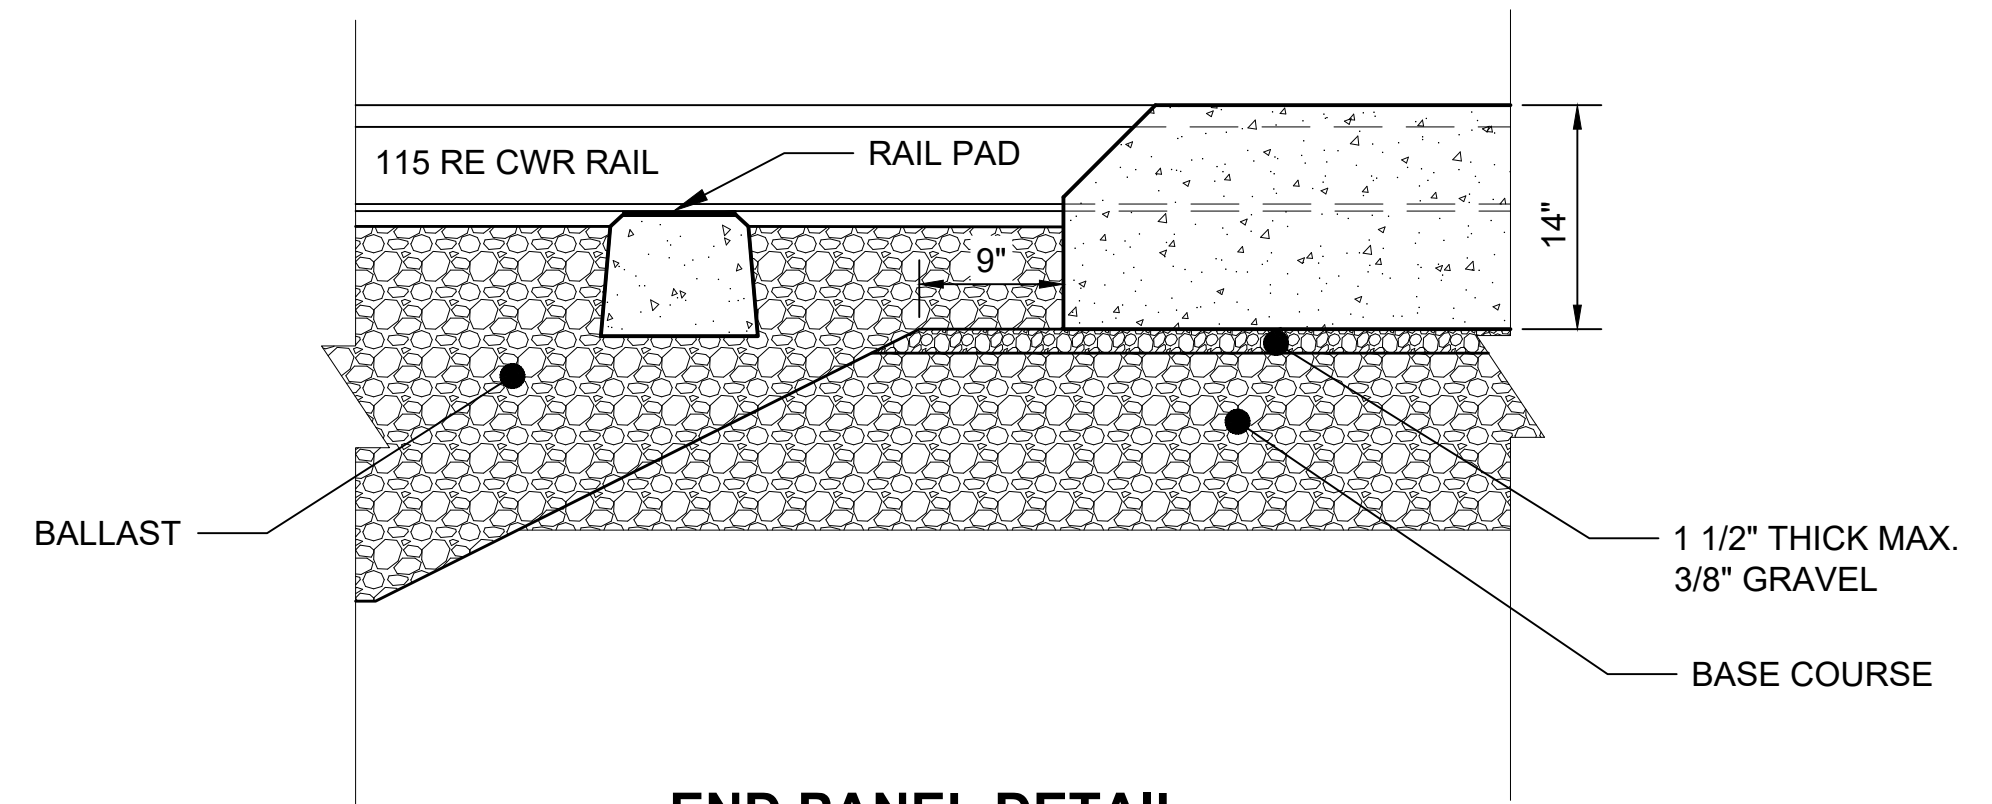 115 RE CWR RAIL
RAIL PAD
14"
9"
BALLAST
1 1/2" THICK MAX.
3/8" GRAVEL
BASE COURSE
END PANEL DETAIL